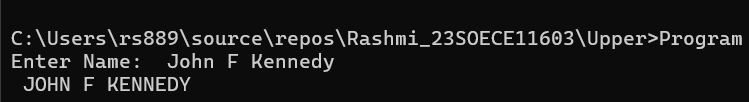 C:\Users\rs889\source\repos\Rashmi_23SOECE11603\Upper>Program
Enter Name:  John F Kennedy
 JOHN F KENNEDY